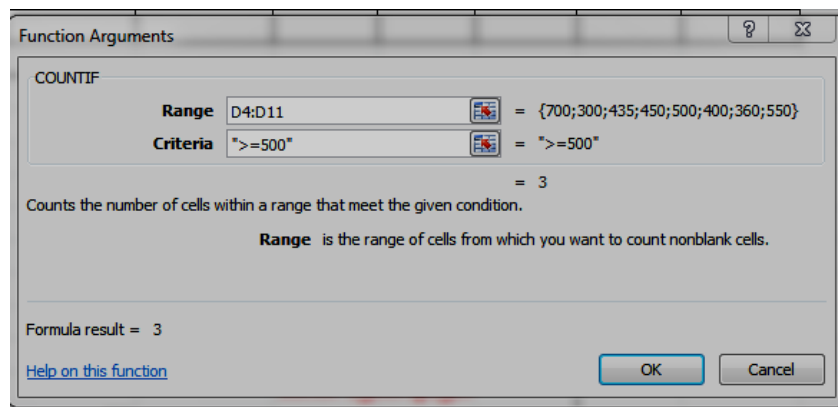 Function Arguments
COUNTIF
Range D4:D11 = {700;300;435;450;500;400;360;550}
Criteria ">=500" = ">=500"
= 3
Counts the number of cells within a range that meet the given condition.
Range is the range of cells from which you want to count nonblank cells.
Formula result = 3
Help on this function OK Cancel